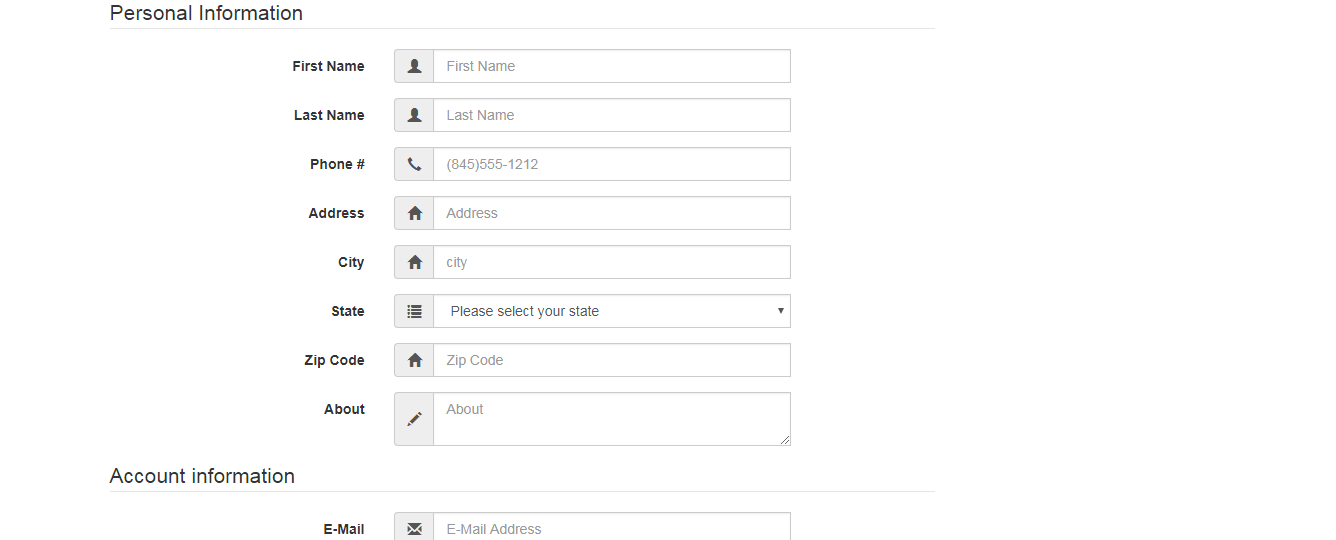 Personal Information
First Name First Name
Last Name Last Name
Phone # (845)555-1212
Address Address
City city
State Please select your state
Zip Code Zip Code
About About
Account information
E-Mail E-Mail Address